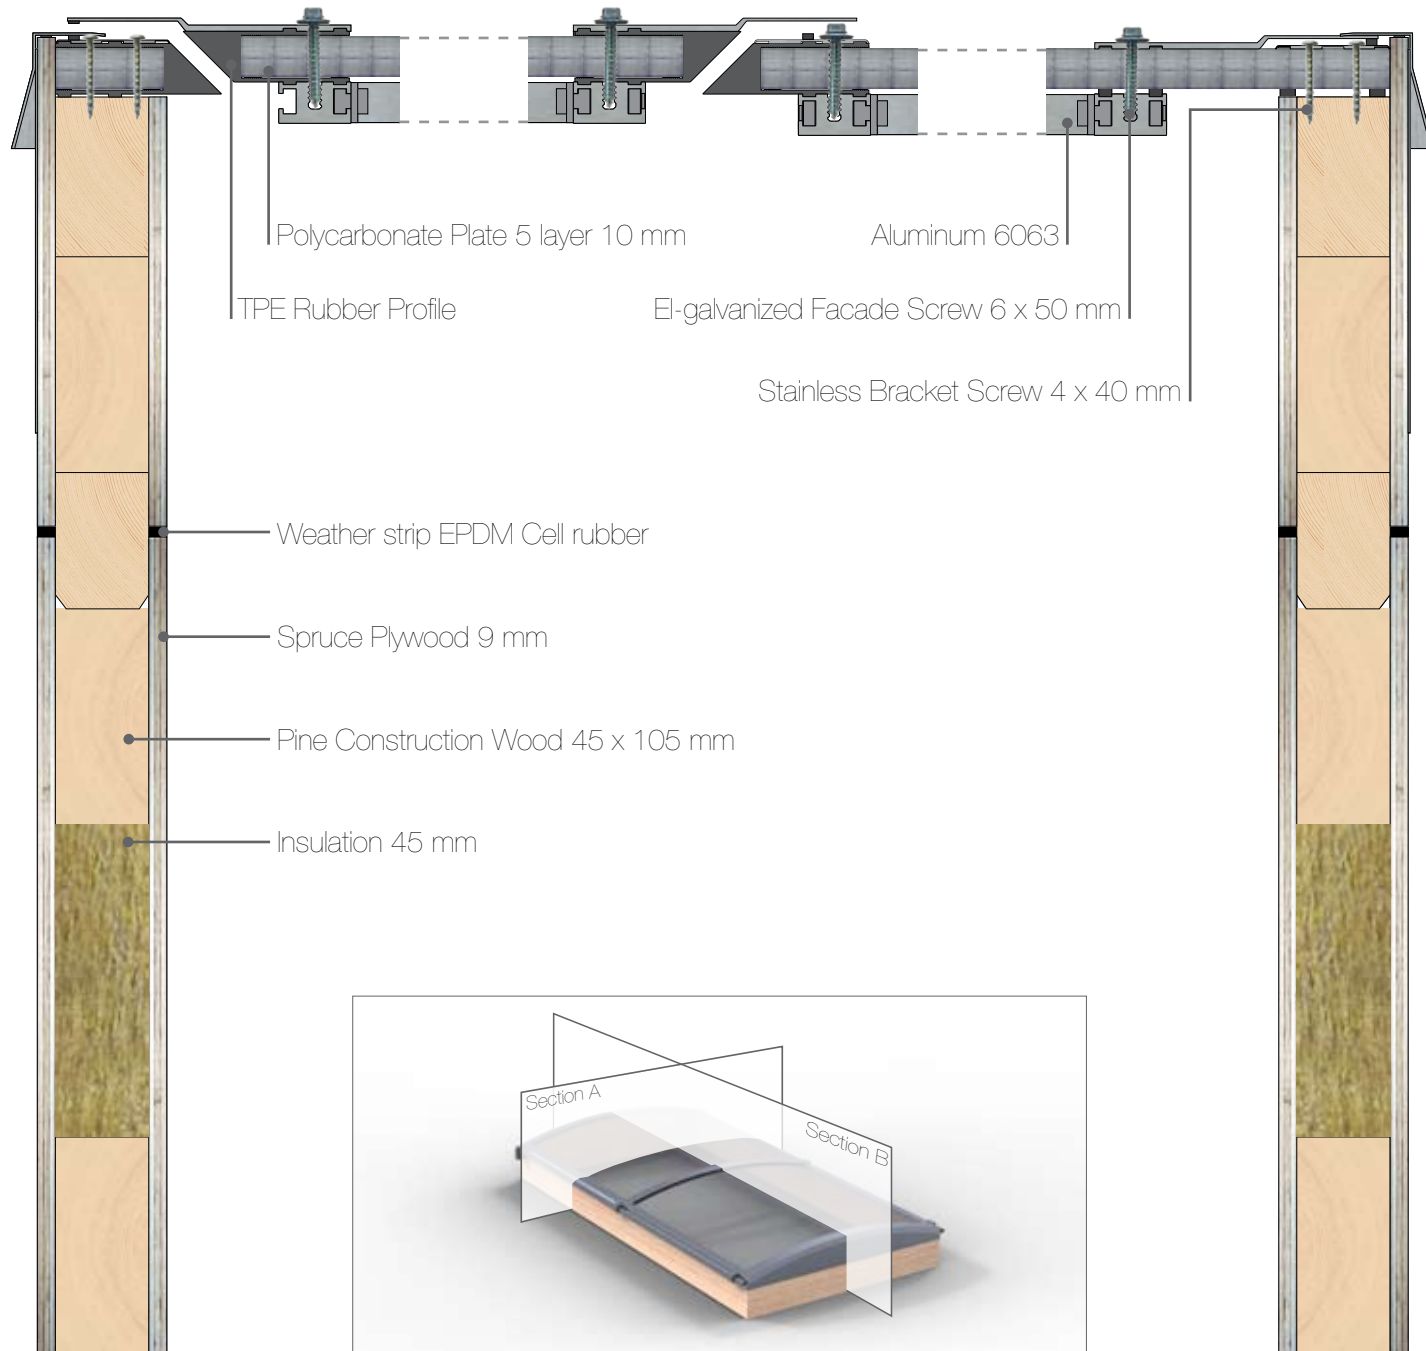 Polycarbonate Plate 5 layer 10 mm
Aluminum 6063
TPE Rubber Profile
El-galvanized Facade Screw 6 x 50 mm
Stainless Bracket Screw 4 x 40 mm
Weather strip EPDM Cell rubber
Spruce Plywood 9 mm
Pine Construction Wood 45 x 105 mm
Insulation 45 mm
Section A
Section B